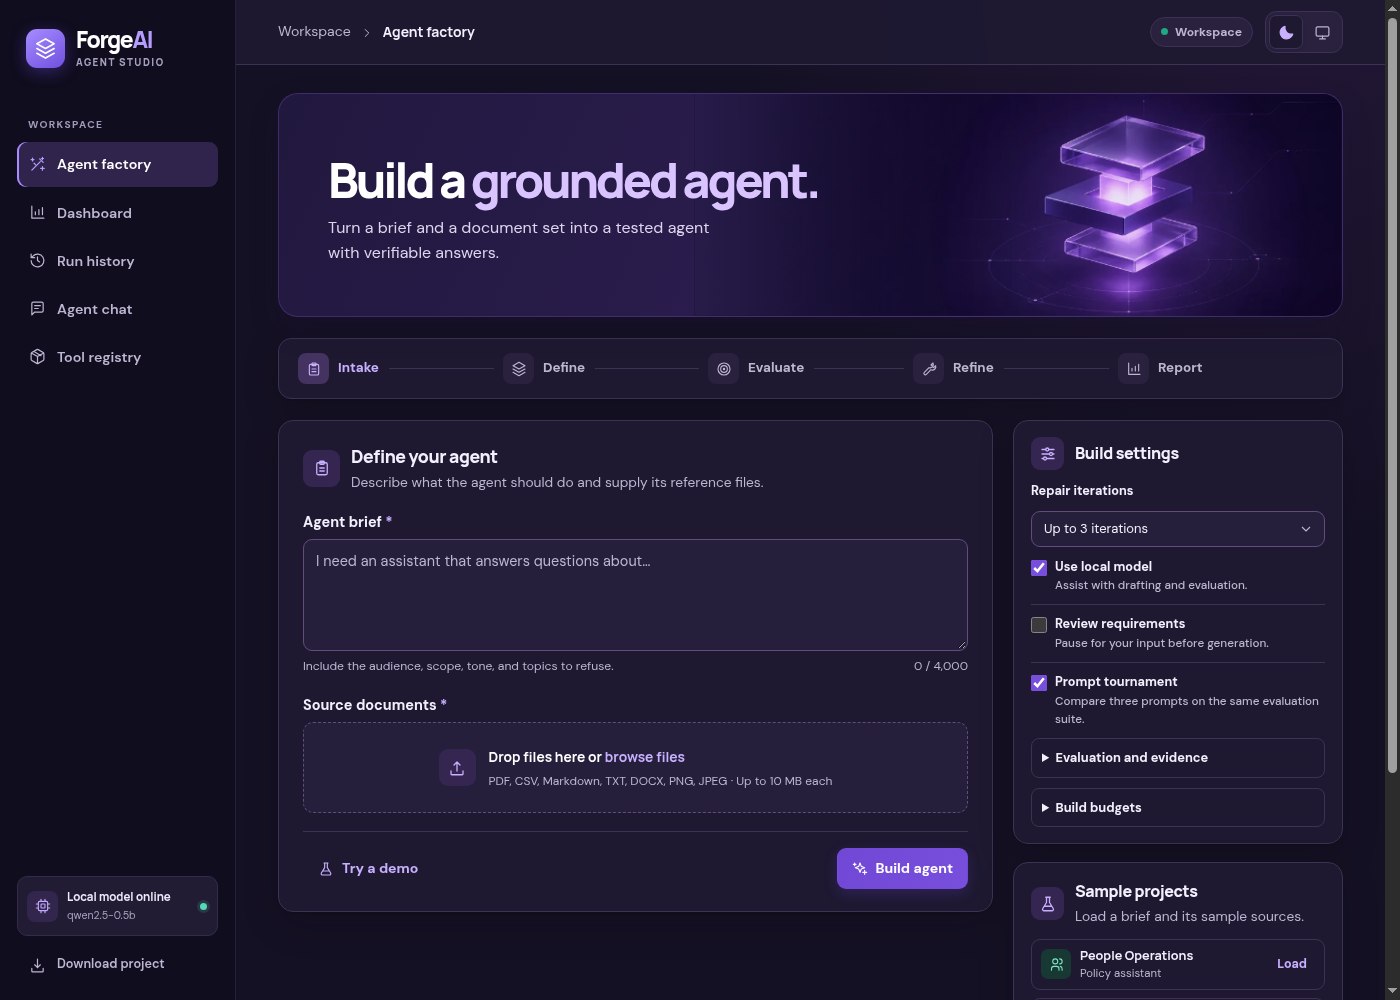 ForgeAI
AGENT STUDIO
WORKSPACE
Agent factory
Dashboard
Run history
Agent chat
Tool registry
Local model online
qwen2.5-0.5b
Download project
Workspace > Agent factory
Workspace
Build a grounded agent.
Turn a brief and a document set into a tested agent
with verifiable answers.
Intake
Define
Evaluate
Refine
Report
Define your agent
Describe what the agent should do and supply its reference files.
Agent brief *
I need an assistant that answers questions about…
Include the audience, scope, tone, and topics to refuse.
0 / 4,000
Source documents *
Drop files here or browse files
PDF, CSV, Markdown, TXT, DOCX, PNG, JPEG · Up to 10 MB each
Try a demo
Build agent
Build settings
Repair iterations
Up to 3 iterations
Use local model
Assist with drafting and evaluation.
Review requirements
Pause for your input before generation.
Prompt tournament
Compare three prompts on the same evaluation
suite.
Evaluation and evidence
Build budgets
Sample projects
Load a brief and its sample sources.
People Operations
Policy assistant
Load